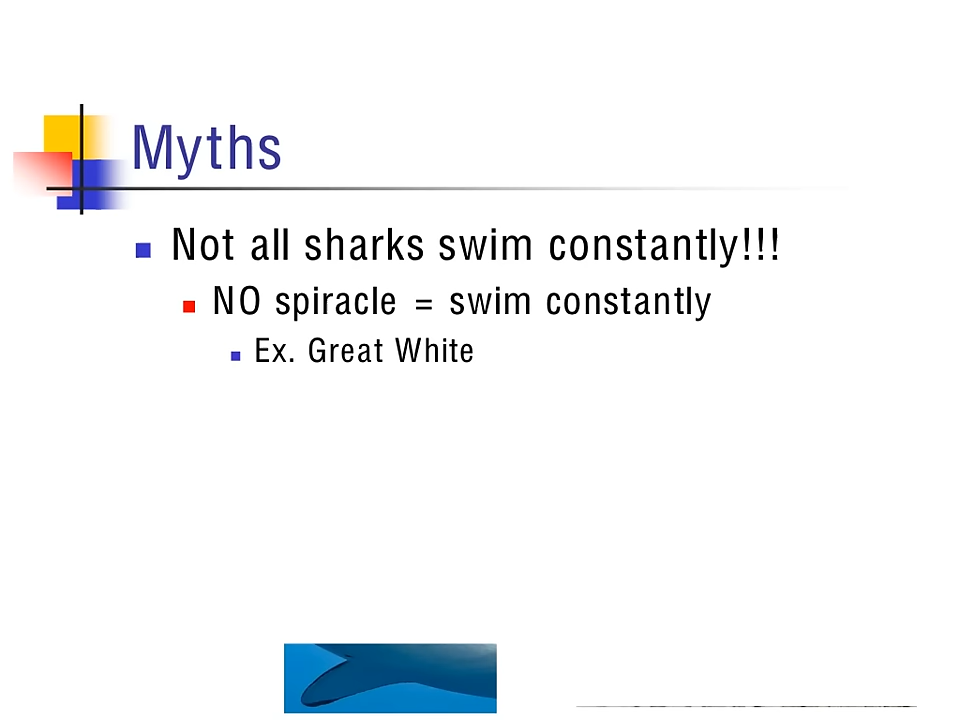 Myths
Not all sharks swim constantly!!!
NO spiracle = swim constantly
Ex. Great White